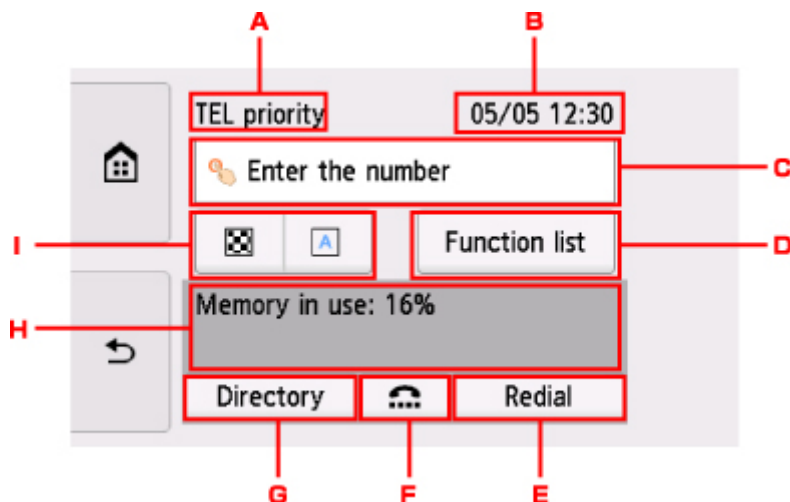 A
B
TEL priority
05/05 12:30
Enter the number
C
I
A
Function list
D
Memory in use: 16%
H
Directory
Redial
G
F
E